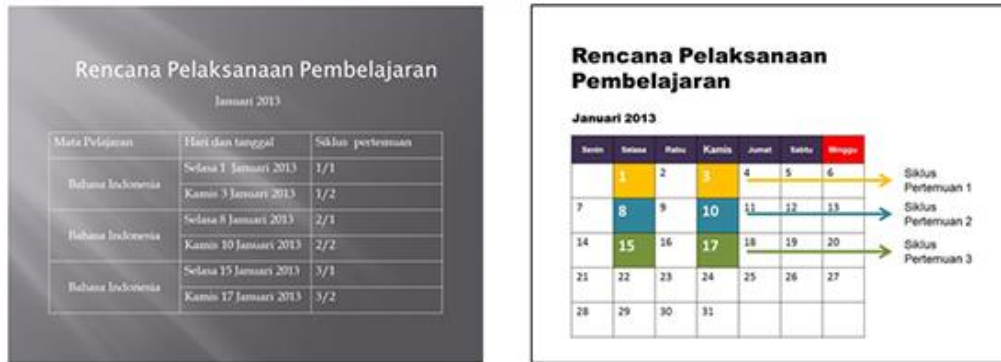 Rencana Pelaksanaan Pembelajaran
Januari 2013
Mata Pelajaran Hari dan tanggal Siklus pertemuan
Bahasa Indonesia
Selasa 1 Januari 2013 1/1
Kamis 3 Januari 2013 1/2
Bahasa Indonesia
Selasa 8 Januari 2013 2/1
Kamis 10 Januari 2013 2/2
Bahasa Indonesia
Selasa 15 Januari 2013 3/1
Kamis 17 Januari 2013 3/2
Rencana Pelaksanaan
Pembelajaran
Januari 2013
Senin Selasa Rabu Kamis Jumat Sabtu Minggu
1 2 3 4 5 6
Siklus
Pertemuan 1
7 8 9 10 11 12 13
Siklus
Pertemuan 2
14 15 16 17 18 19 20
Siklus
Pertemuan 3
21 22 23 24 25 26 27
28 29 30 31